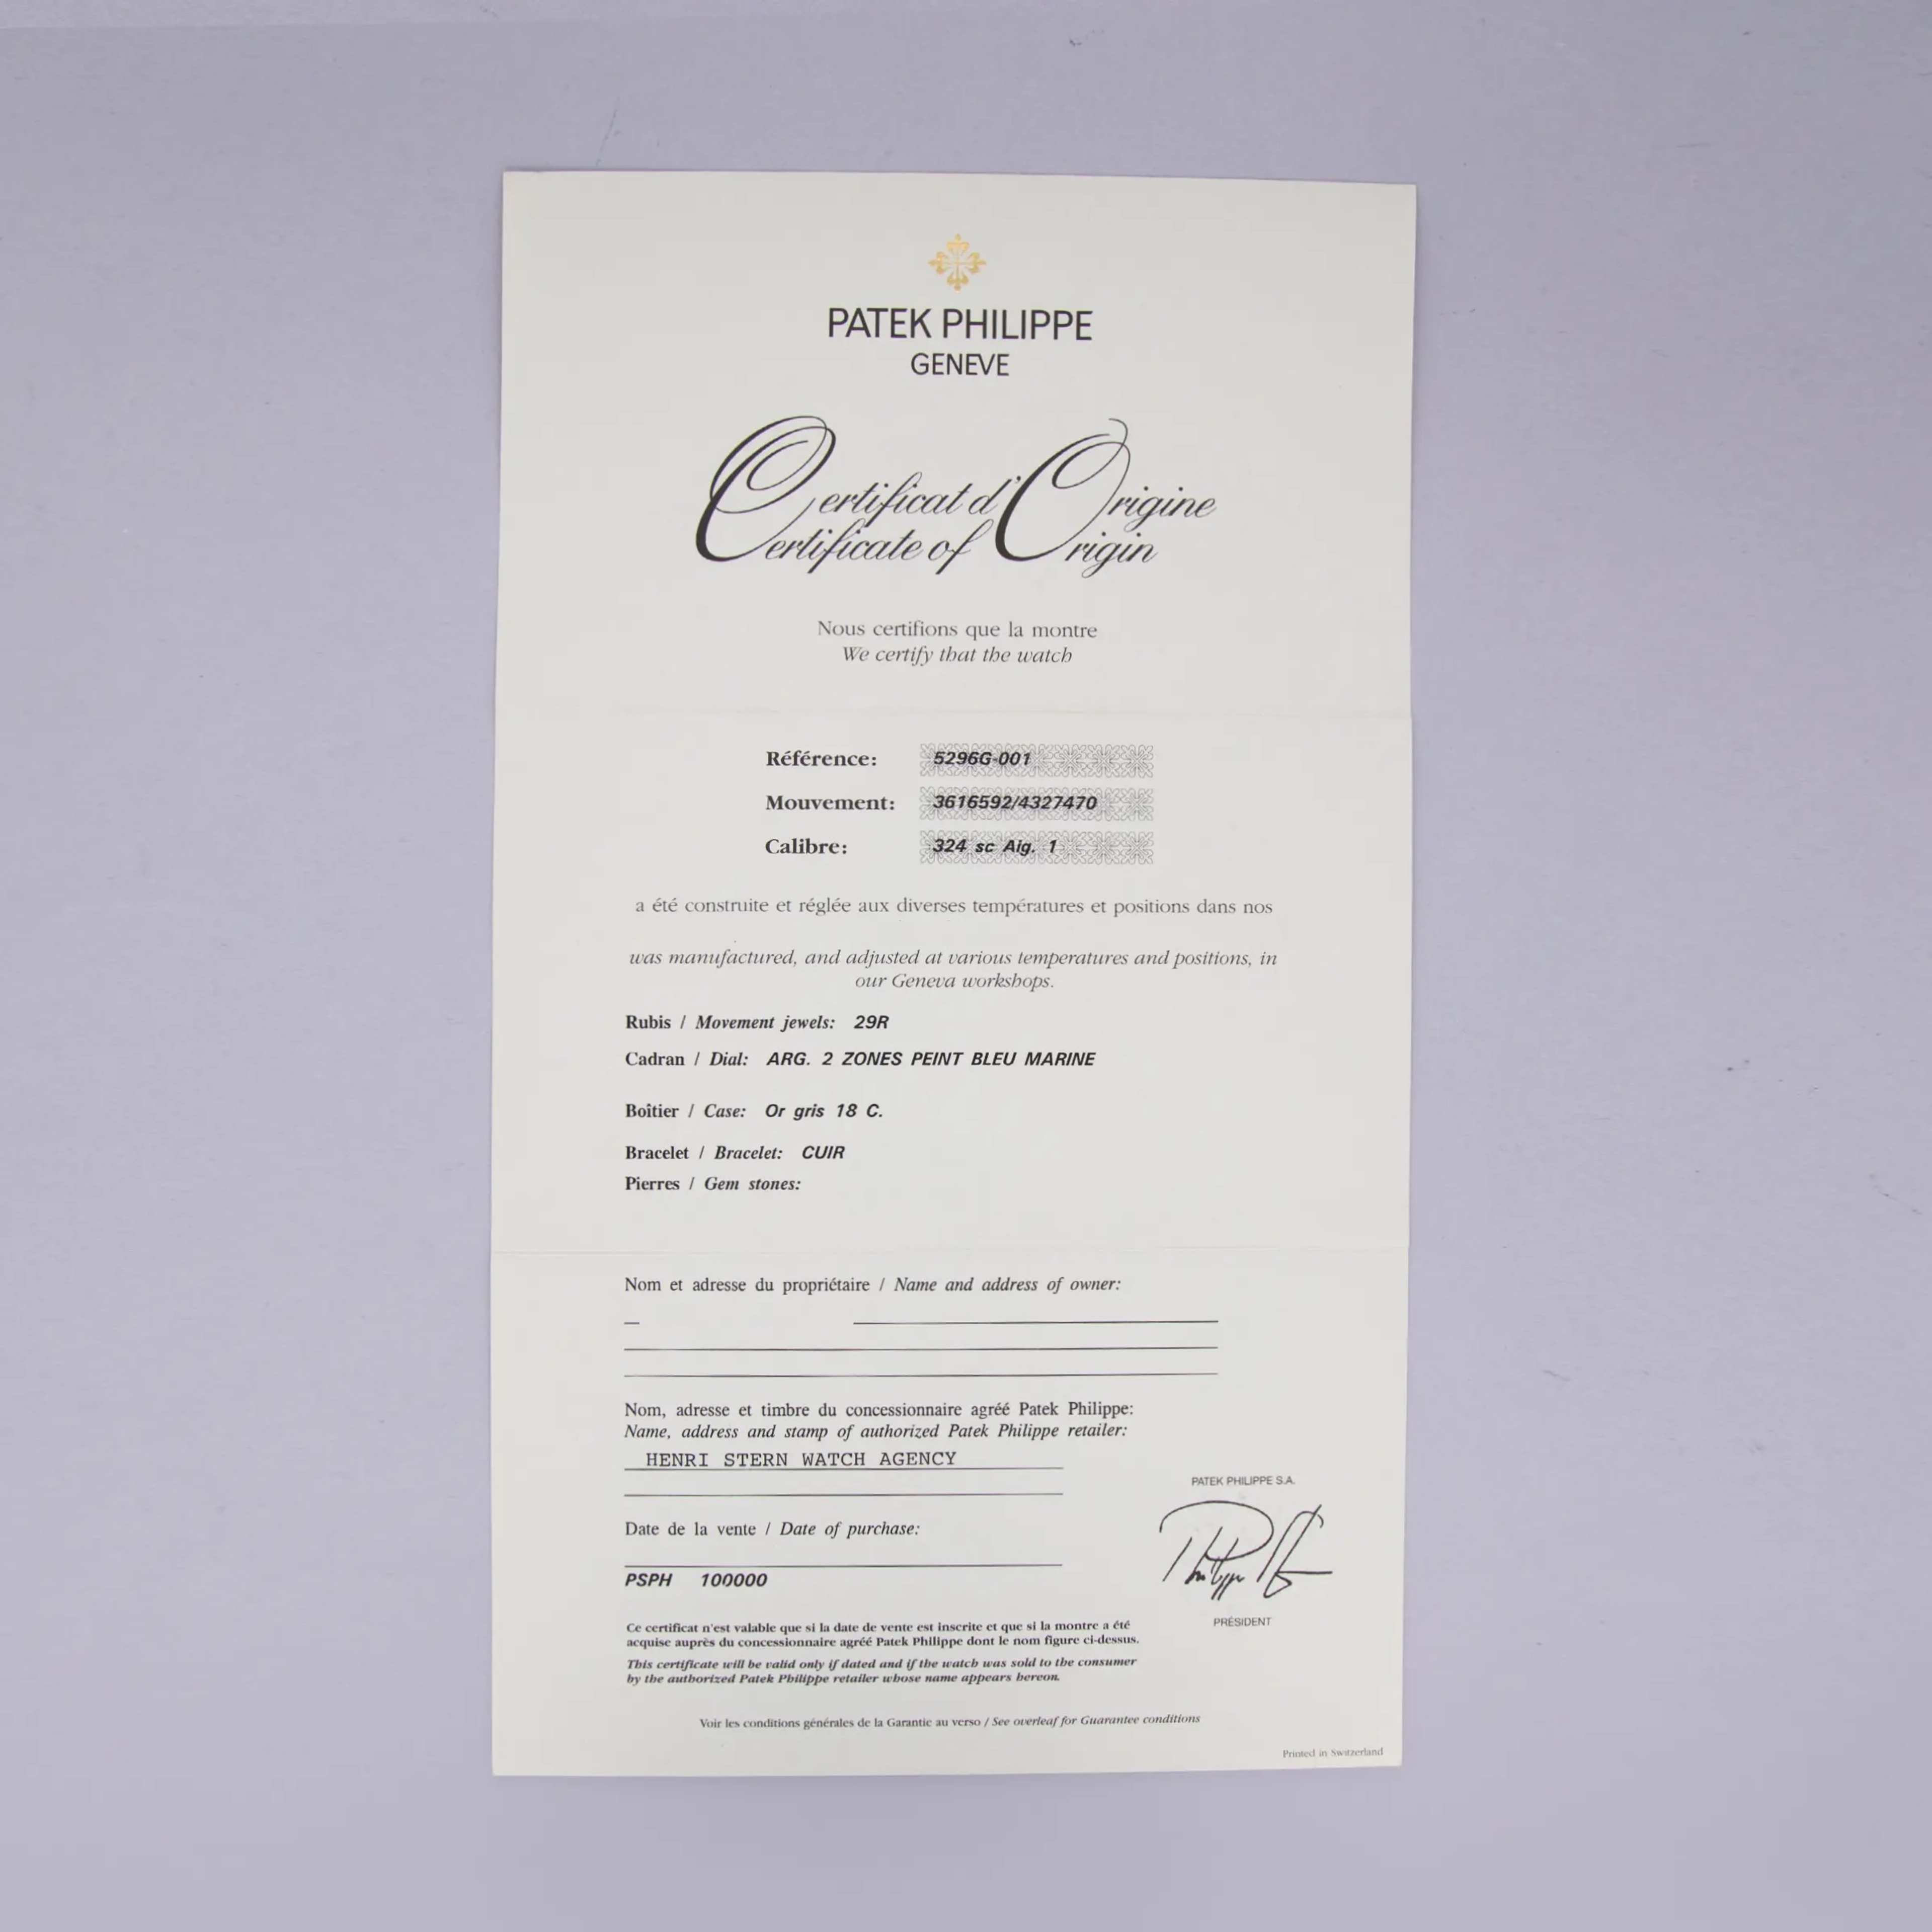 PATEK PHILIPPE
GENEVE
Certificat d'Origine
Certificate of Origin
Nous certifions que la montre
We certify that the watch
Référence: 5296G-001
Mouvement: 3616592/4327470
Calibre: 324 sc Aig. 1
a été construite et réglée aux diverses températures et positions dans nos
was manufactured, and adjusted at various temperatures and positions, in
our Geneva workshops.
Rubis / Movement jewels: 29R
Cadran / Dial: ARG. 2 ZONES PEINT BLEU MARINE
Boîtier / Case: Or gris 18 C.
Bracelet / Bracelet: CUIR
Pierres / Gem stones:
Nom et adresse du propriétaire / Name and address of owner:
Nom, adresse et timbre du concessionnaire agréé Patek Philippe:
Name, address and stamp of authorized Patek Philippe retailer:
HENRI STERN WATCH AGENCY
PATEK PHILIPPE S.A.
Date de la vente / Date of purchase:
PSPH 100000
PRÉSIDENT
Ce certificat n'est valable que si la date de vente est inscrite et que si la montre a été
acquise auprès du concessionnaire agréé Patek Philippe dont le nom figure ci-dessus.
This certificate will be valid only if dated and if the watch was sold to the consumer
by the authorized Patek Philippe retailer whose name appears hereon.
Voir les conditions générales de la Garantie au verso / See overleaf for Guarantee conditions
Printed in Switzerland